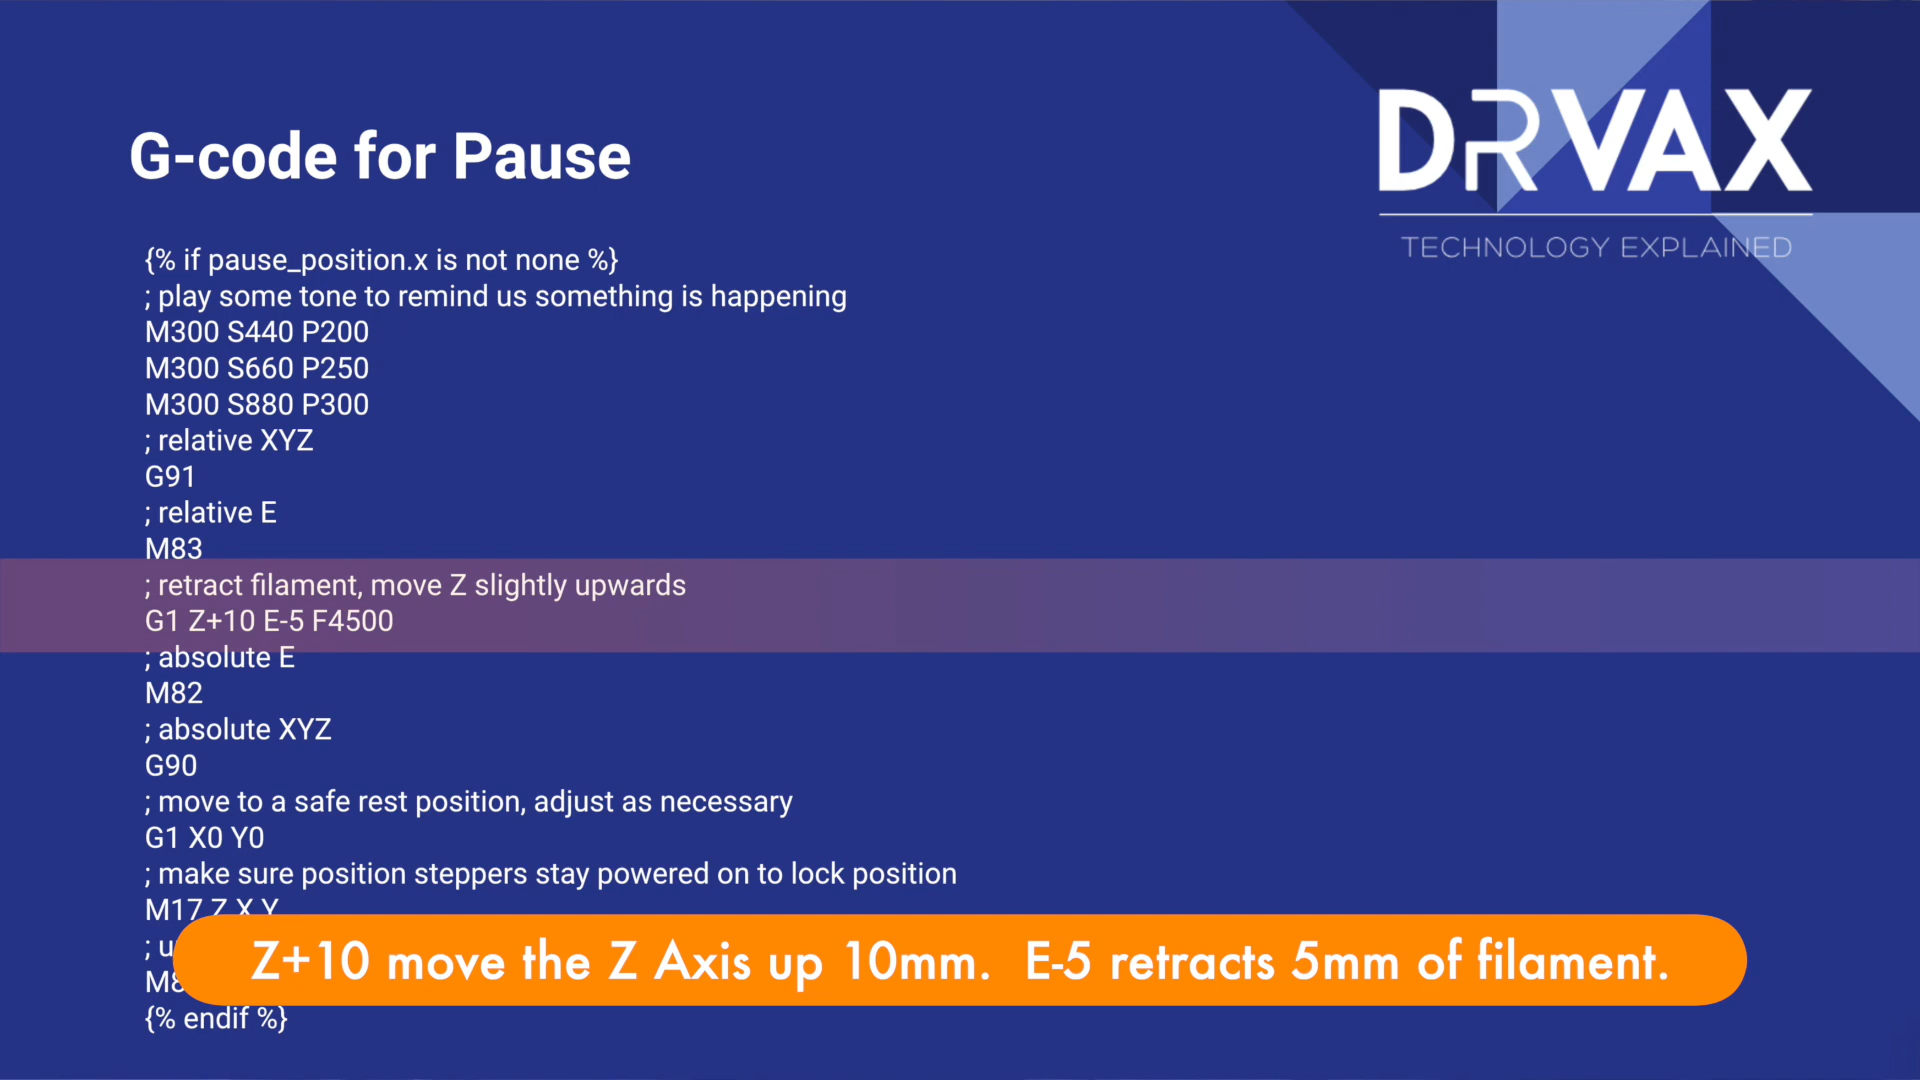 DRVAX
TECHNOLOGY EXPLAINED
G-code for Pause
{% if pause_position.x is not none %}
; play some tone to remind us something is happening
M300 S440 P200
M300 S660 P250
M300 S880 P300
; relative XYZ
G91
; relative E
M83
; retract filament, move Z slightly upwards
G1 Z+10 E-5 F4500
; absolute E
M82
; absolute XYZ
G90
; move to a safe rest position, adjust as necessary
G1 X0 Y0
; make sure position steppers stay powered on to lock position
M17 Z X Y
;
Z+10 move the Z Axis up 10mm. E-5 retracts 5mm of filament.
{% endif %}